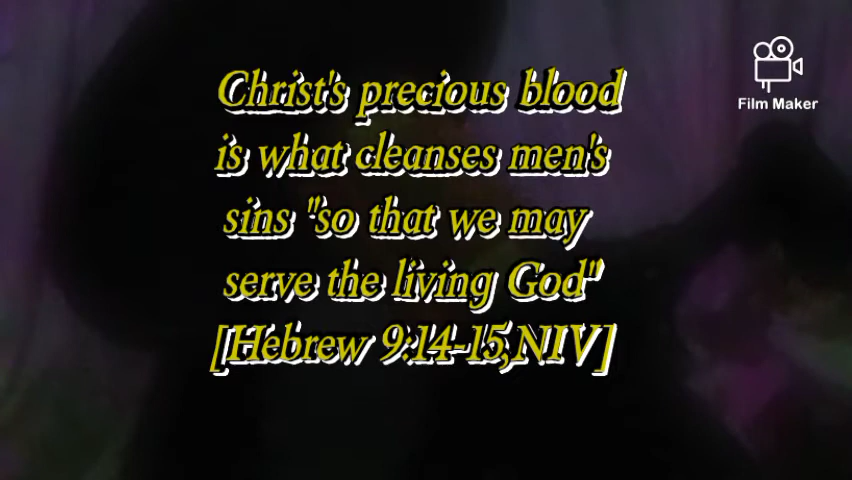 Christ's precious blood
is what cleanses men's
sins "so that we may
serve the living God"
[Hebrew 9:14-15,NIV]
Film Maker